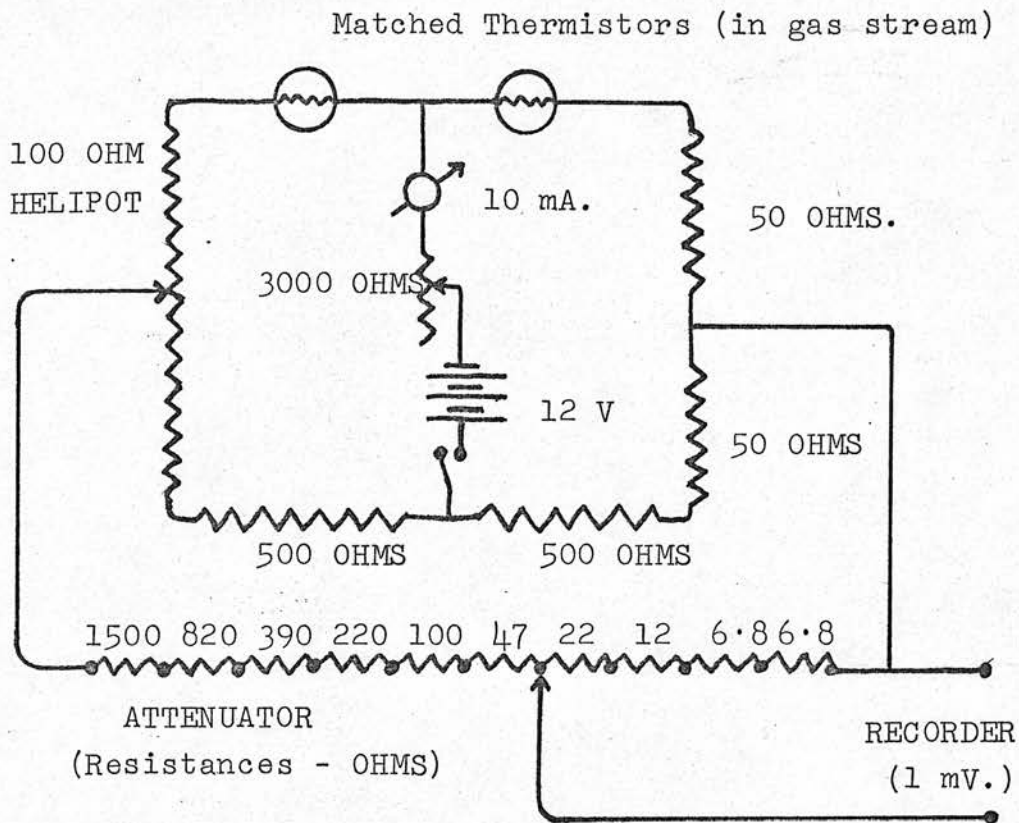 Matched Thermistors (in gas stream)
100 OHM
HELIPOT
10 mA.
50 OHMS.
3000 OHMS
12 V
50 OHMS
500 OHMS
500 OHMS
1500 820 390 220 100 47 22 12 6·8 6·8
ATTENUATOR
(Resistances - OHMS)
RECORDER
(1 mV.)